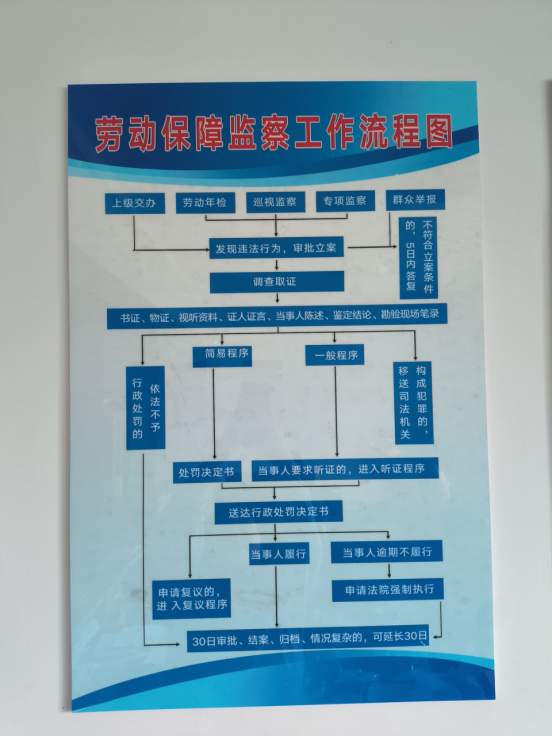 劳动保障监察工作流程图
上级交办
劳动年检
巡视监察
专项监察
群众举报
发现违法行为，审批立案
不符合立案条件
的，5日内答复
调查取证
书证、物证、视听资料、证人证言、当事人陈述、鉴定结论、勘验现场笔录
依法不予
行政处罚的
简易程序
一般程序
构成犯罪的，
移送司法机关
处罚决定书
当事人要求听证的，进入听证程序
送达行政处罚决定书
当事人履行
当事人逾期不履行
申请复议的，
进 入复议程序
申请法院强制执行
30日审批、结案、归档、情况复杂的，可延长30日